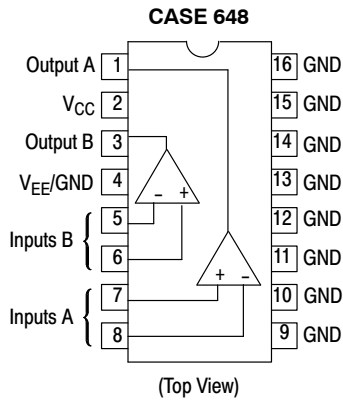 CASE 648
Output A 1 16 GND
VCC 2 15 GND
Output B 3 14 GND
VEE/GND 4 13 GND
- +
5 12 GND
Inputs B
6 11 GND
7 + - 10 GND
Inputs A
8 9 GND
(Top View)